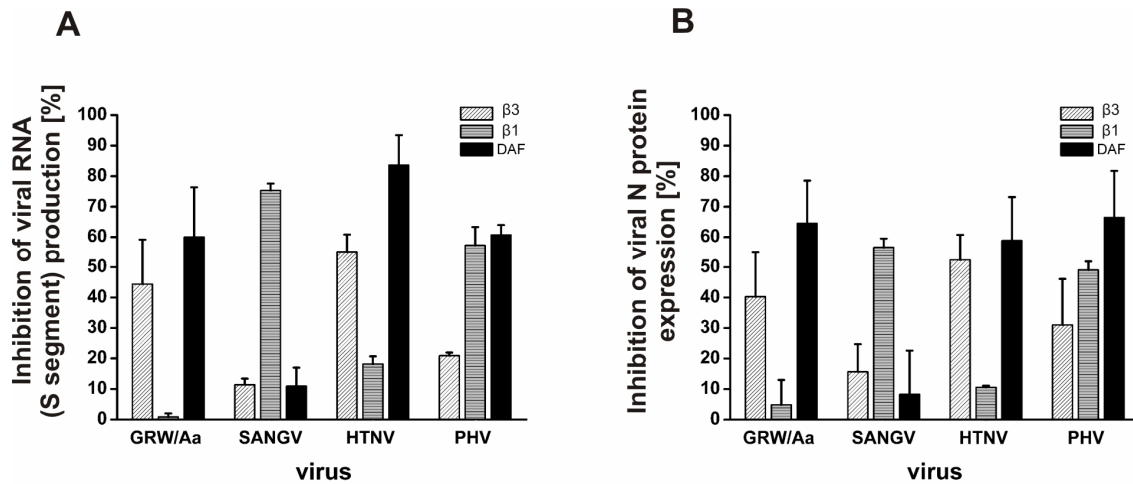 A
Inhibition of viral RNA
(S segment) production [%]
100
90
80
70
60
50
40
30
20
10
0
β3
β1
DAF
GRW/Aa SANGV HTNV PHV
virus
B
Inhibition of viral N protein
expression [%]
100
90
80
70
60
50
40
30
20
10
0
β3
β1
DAF
GRW/Aa SANGV HTNV PHV
virus